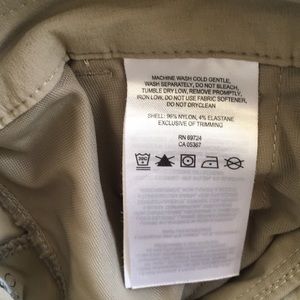 MACHINE WASH COLD GENTLE,
WASH SEPARATELY, DO NOT BLEACH,
TUMBLE DRY LOW, REMOVE PROMPTLY,
IRON LOW, DO NOT USE FABRIC SOFTENER,
DO NOT DRYCLEAN
SHELL: 96% NYLON, 4% ELASTANE
EXCLUSIVE OF TRIMMING
RN 69724
CA 05367